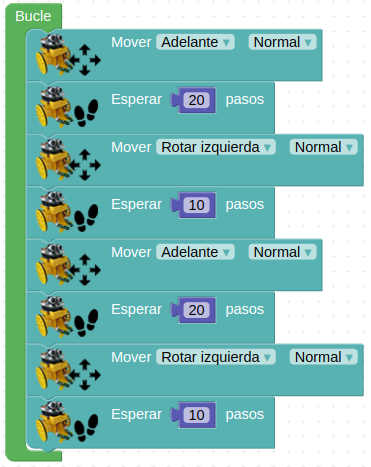 Bucle
Mover Adelante Normal
Esperar 20 pasos
Mover Rotar izquierda Normal
Esperar 10 pasos
Mover Adelante Normal
Esperar 20 pasos
Mover Rotar izquierda Normal
Esperar 10 pasos